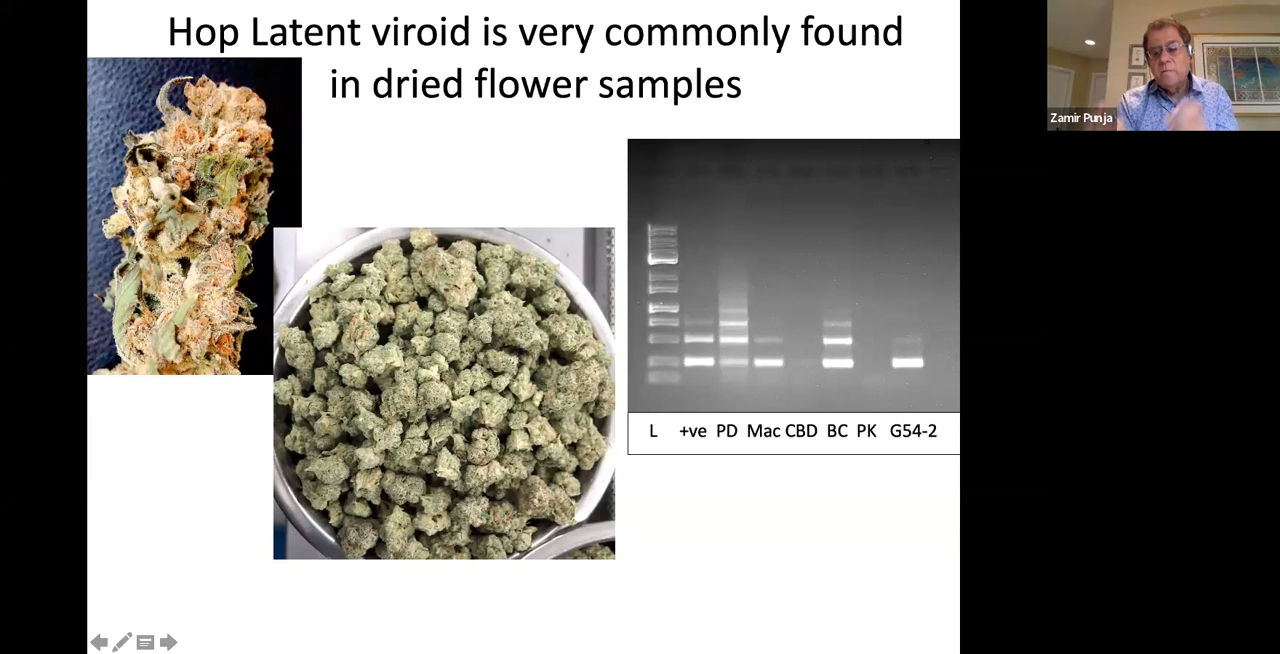 Hop Latent viroid is very commonly found
in dried flower samples
Zamir Punja
L +ve PD Mac CBD BC PK G54-2